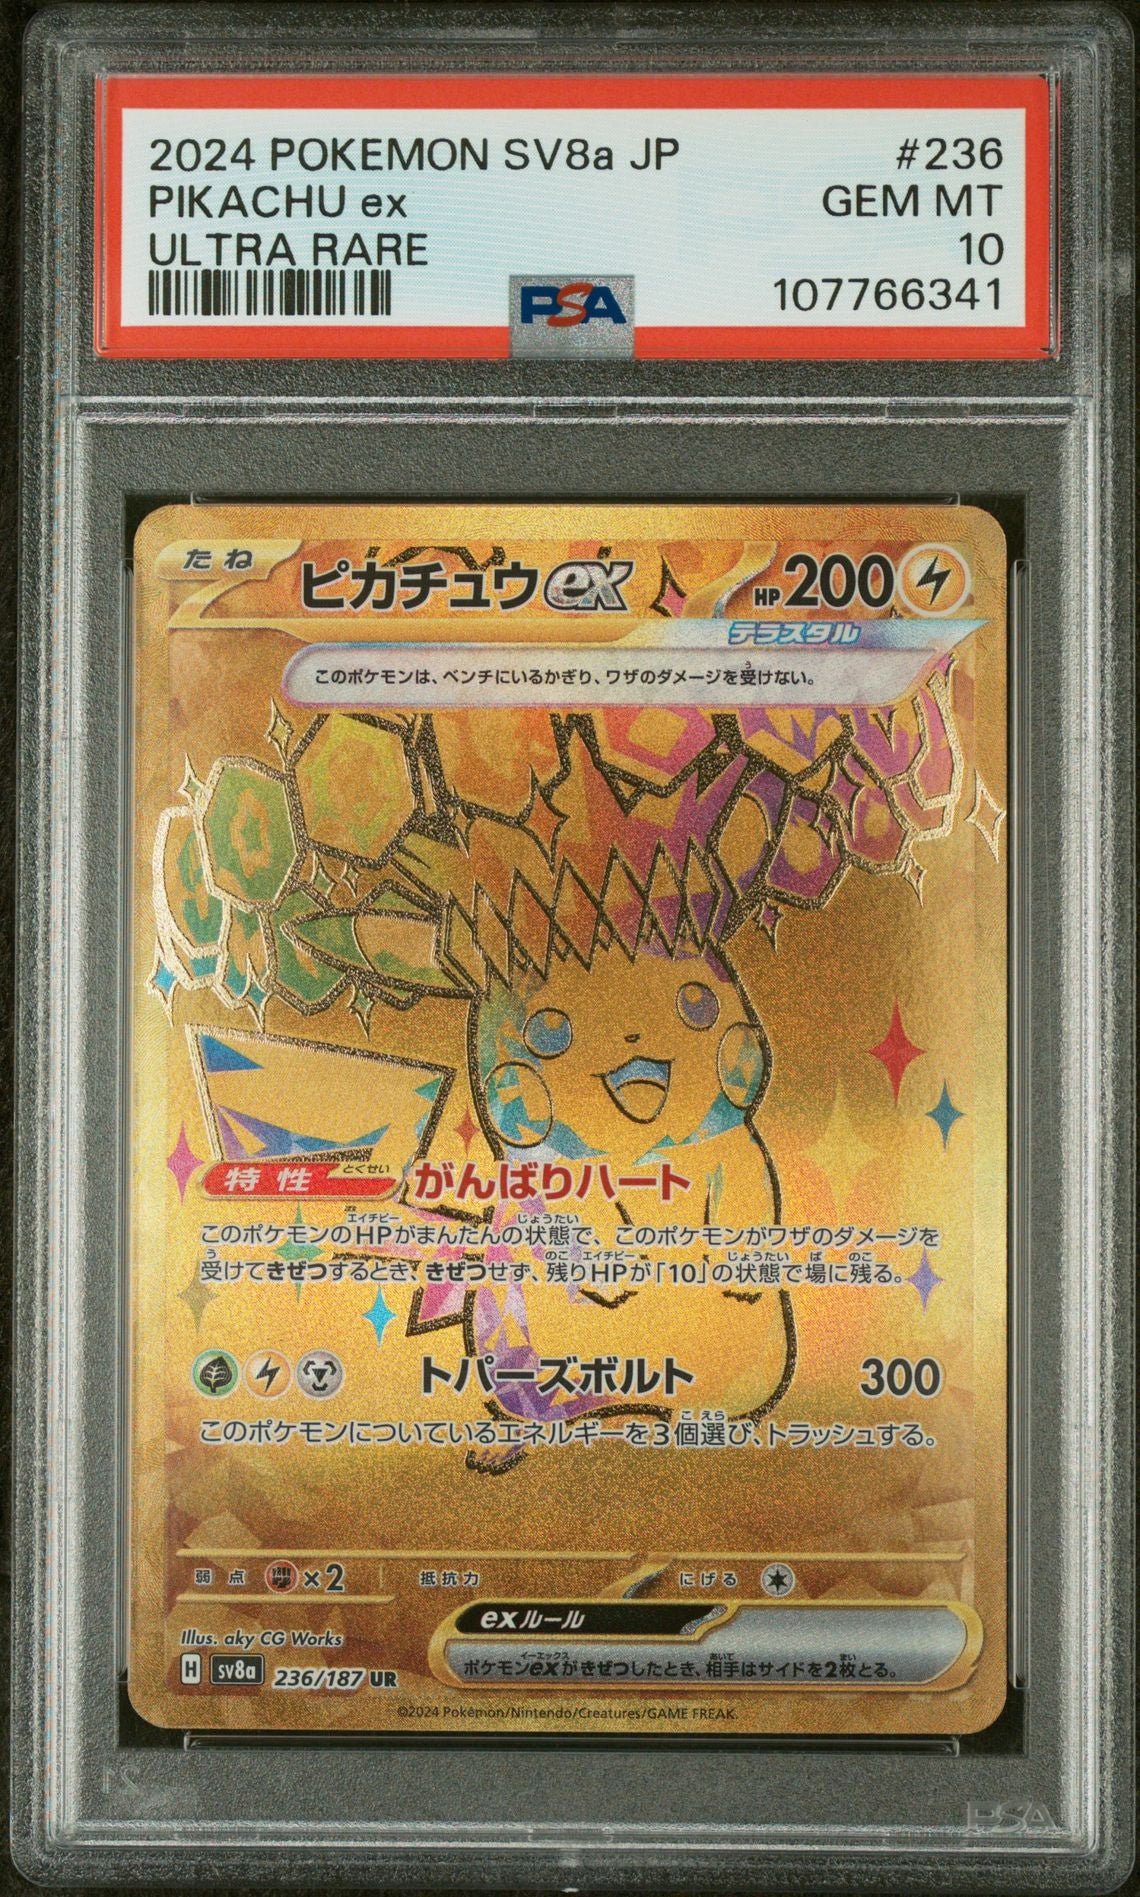 2024 POKEMON SV8a JP #236
PIKACHU ex GEM MT
ULTRA RARE 10
PSA 107766341
たね ピカチュウex HP200
テラスタル
このポケモンは、ベンチにいるかぎり、ワザのダメージを受けない。
特性 がんばりハート
このポケモンのHPがまんたんの状態で、このポケモンがワザのダメージを
受けてきぜつするとき、きぜつせず、残りHPが「10」の状態で場に残る。
トパーズボルト 300
このポケモンについているエネルギーを3個選び、トラッシュする。
弱点 ×2 抵抗力 にげる
exルール
ポケモンexがきぜつしたとき、相手はサイドを2枚とる。
Illus. aky CG Works
H sv8a 236/187 UR
©2024 Pokémon/Nintendo/Creatures/GAME FREAK.
PSA